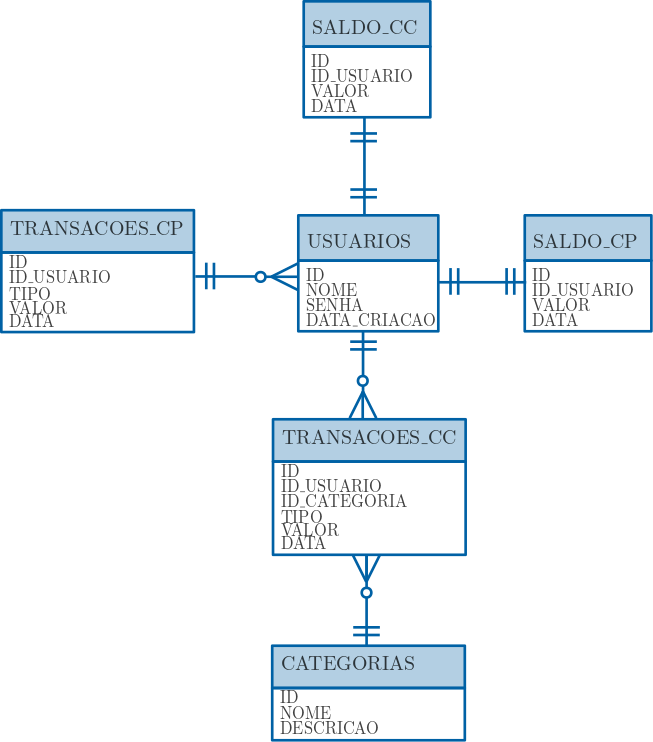 SALDO_CC
ID
ID_USUARIO
VALOR
DATA
TRANSACOES_CP
ID
ID_USUARIO
TIPO
VALOR
DATA
USUARIOS
ID
NOME
SENHA
DATA_CRIACAO
SALDO_CP
ID
ID_USUARIO
VALOR
DATA
TRANSACOES_CC
ID
ID_USUARIO
ID_CATEGORIA
TIPO
VALOR
DATA
CATEGORIAS
ID
NOME
DESCRICAO